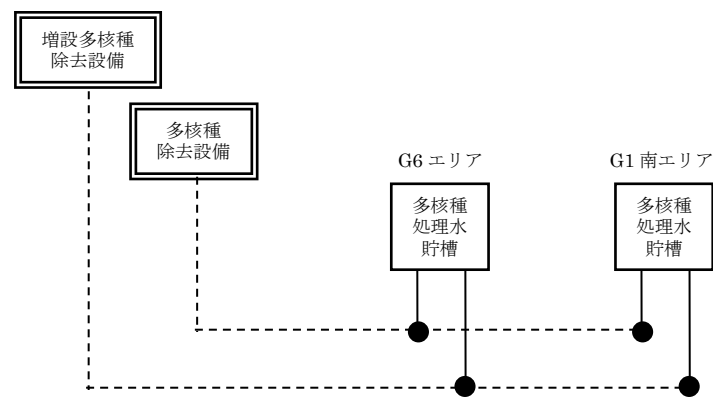 増設多核種
除去設備
多核種
除去設備
G6 エリア
G1 南エリア
多核種
処理水
貯槽
多核種
処理水
貯槽